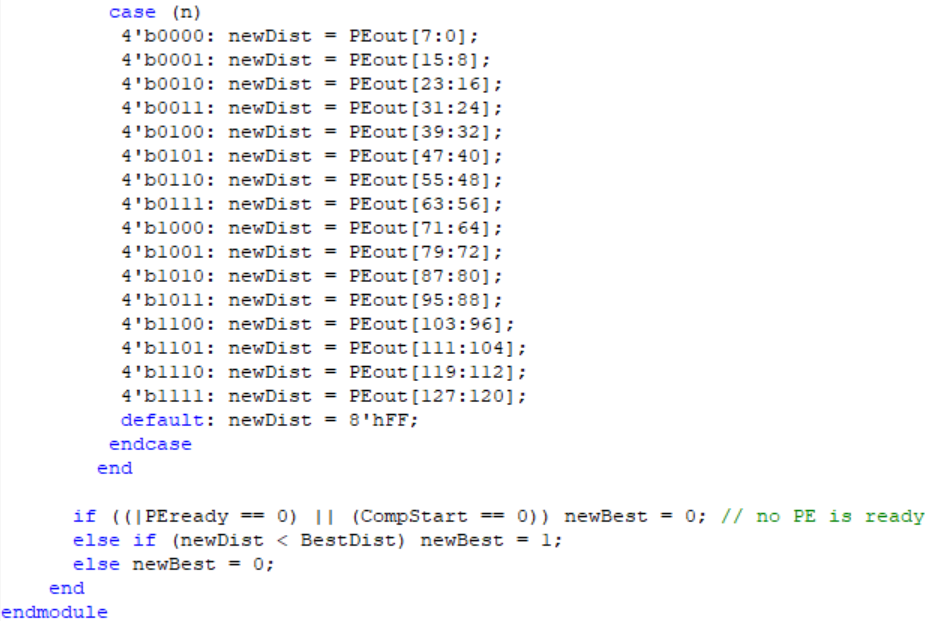 case (n)
4'b0000: newDist = PEout[7:0];
4'b0001: newDist = PEout[15:8];
4'b0010: newDist = PEout[23:16];
4'b0011: newDist = PEout[31:24];
4'b0100: newDist = PEout[39:32];
4'b0101: newDist = PEout[47:40];
4'b0110: newDist = PEout[55:48];
4'b0111: newDist = PEout[63:56];
4'b1000: newDist = PEout[71:64];
4'b1001: newDist = PEout[79:72];
4'b1010: newDist = PEout[87:80];
4'b1011: newDist = PEout[95:88];
4'b1100: newDist = PEout[103:96];
4'b1101: newDist = PEout[111:104];
4'b1110: newDist = PEout[119:112];
4'b1111: newDist = PEout[127:120];
default: newDist = 8'hFF;
endcase
end
if ((|PEready == 0) || (CompStart == 0)) newBest = 0; // no PE is ready
else if (newDist < BestDist) newBest = 1;
else newBest = 0;
end
endmodule